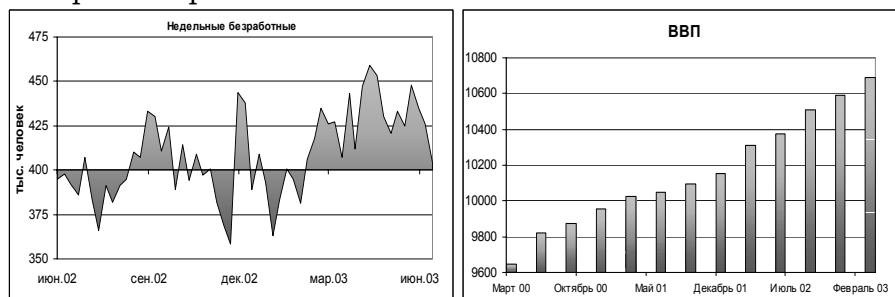 Недельные безработные
475
450
425
400
375
350
тыс. человек
июн.02 сен.02 дек.02 мар.03 июн.03
ВВП
10800
10600
10400
10200
10000
9800
9600
Март 00 Октябрь 00 Май 01 Декабрь 01 Июль 02 Февраль 03